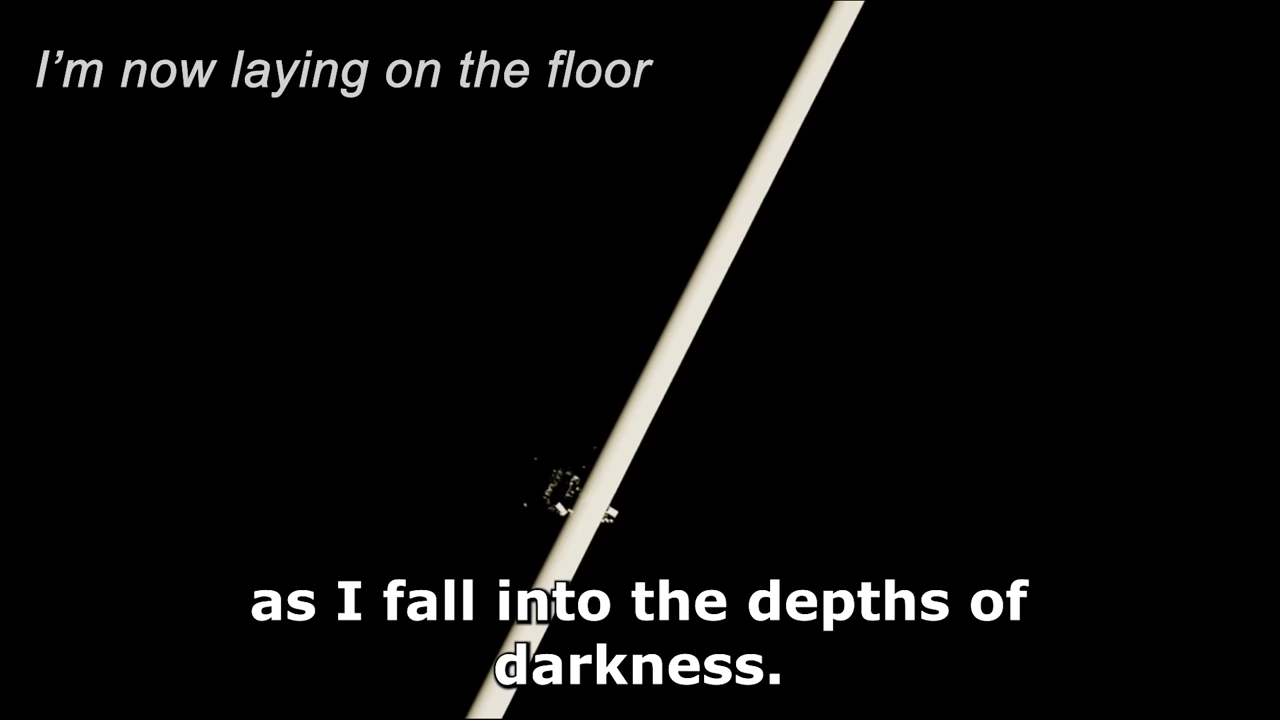 I’m now laying on the floor
as I fall into the depths of
darkness.